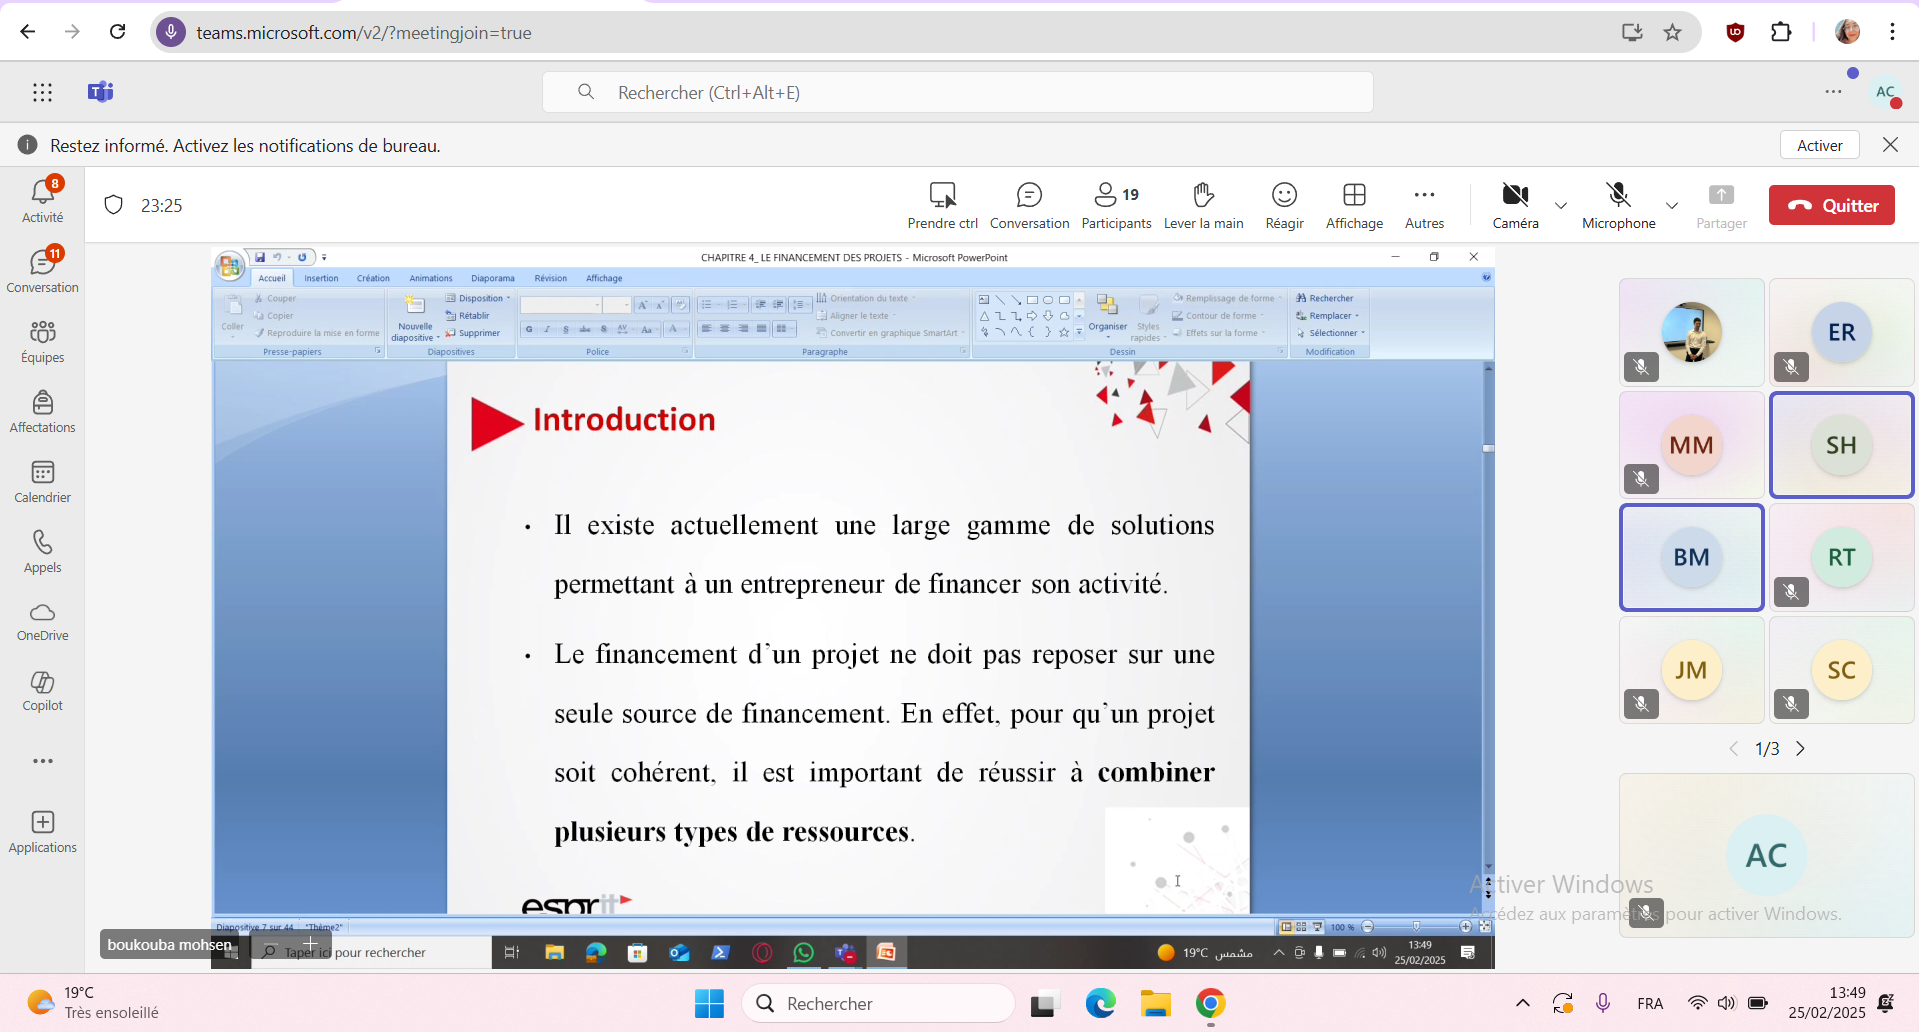 teams.microsoft.com/v2/?meetingjoin=true
Rechercher (Ctrl+Alt+E)
AC
Restez informé. Activez les notifications de bureau.
Activer
8
Activité
11
Conversation
Équipes
Affectations
Calendrier
Appels
OneDrive
Copilot
Applications
23:25
Prendre ctrl
Conversation
19
Participants
Lever la main
Réagir
Affichage
Autres
Caméra
Microphone
Partager
Quitter
CHAPITRE 4_ LE FINANCEMENT DES PROJETS - Microsoft PowerPoint
Accueil Insertion Création Animations Diaporama Révision Affichage
Coller
Couper
Copier
Reproduire la mise en forme
Presse-papiers
Nouvelle
diapositive
Disposition
Rétablir
Supprimer
Diapositives
Police
Orientation du texte
Aligner le texte
Convertir en graphique SmartArt
Paragraphe
Organiser
Styles
rapides
Remplissage de forme
Contour de forme
Effets sur la forme
Dessin
Rechercher
Remplacer
Sélectionner
Modification
Introduction
• Il existe actuellement une large gamme de solutions
permettant à un entrepreneur de financer son activité.
• Le financement d’un projet ne doit pas reposer sur une
seule source de financement. En effet, pour qu’un projet
soit cohérent, il est important de réussir à combiner
plusieurs types de ressources.
esprit
Diapositive 7 sur 44 "Thème2"
100 %
boukouba mohsen
Taper ici pour rechercher
19°C مشمس
13:49
25/02/2025
ER
MM
SH
BM
RT
JM
SC
1/3
AC
Activer Windows
Accédez aux paramètres pour activer Windows.
19°C
Très ensoleillé
Rechercher
FRA
13:49
25/02/2025